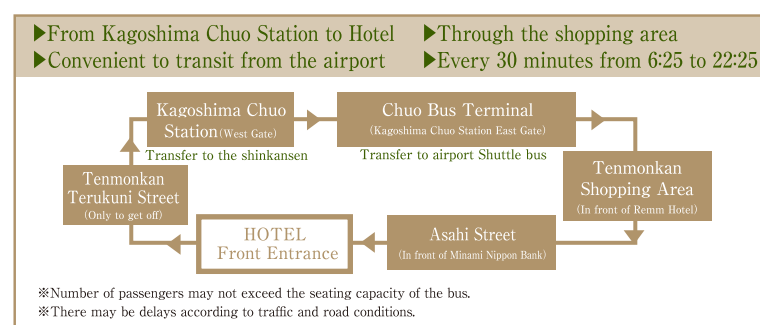 ▶From Kagoshima Chuo Station to Hotel
▶Through the shopping area
▶Convenient to transit from the airport
▶Every 30 minutes from 6:25 to 22:25
Kagoshima Chuo
Station(West Gate)
Transfer to the shinkansen
Chuo Bus Terminal
(Kagoshima Chuo Station East Gate)
Transfer to airport Shuttle bus
Tenmonkan
Shopping Area
(In front of Remm Hotel)
Asahi Street
(In front of Minami Nippon Bank)
HOTEL
Front Entrance
Tenmonkan
Terukuni Street
(Only to get off)
※Number of passengers may not exceed the seating capacity of the bus.
※There may be delays according to traffic and road conditions.